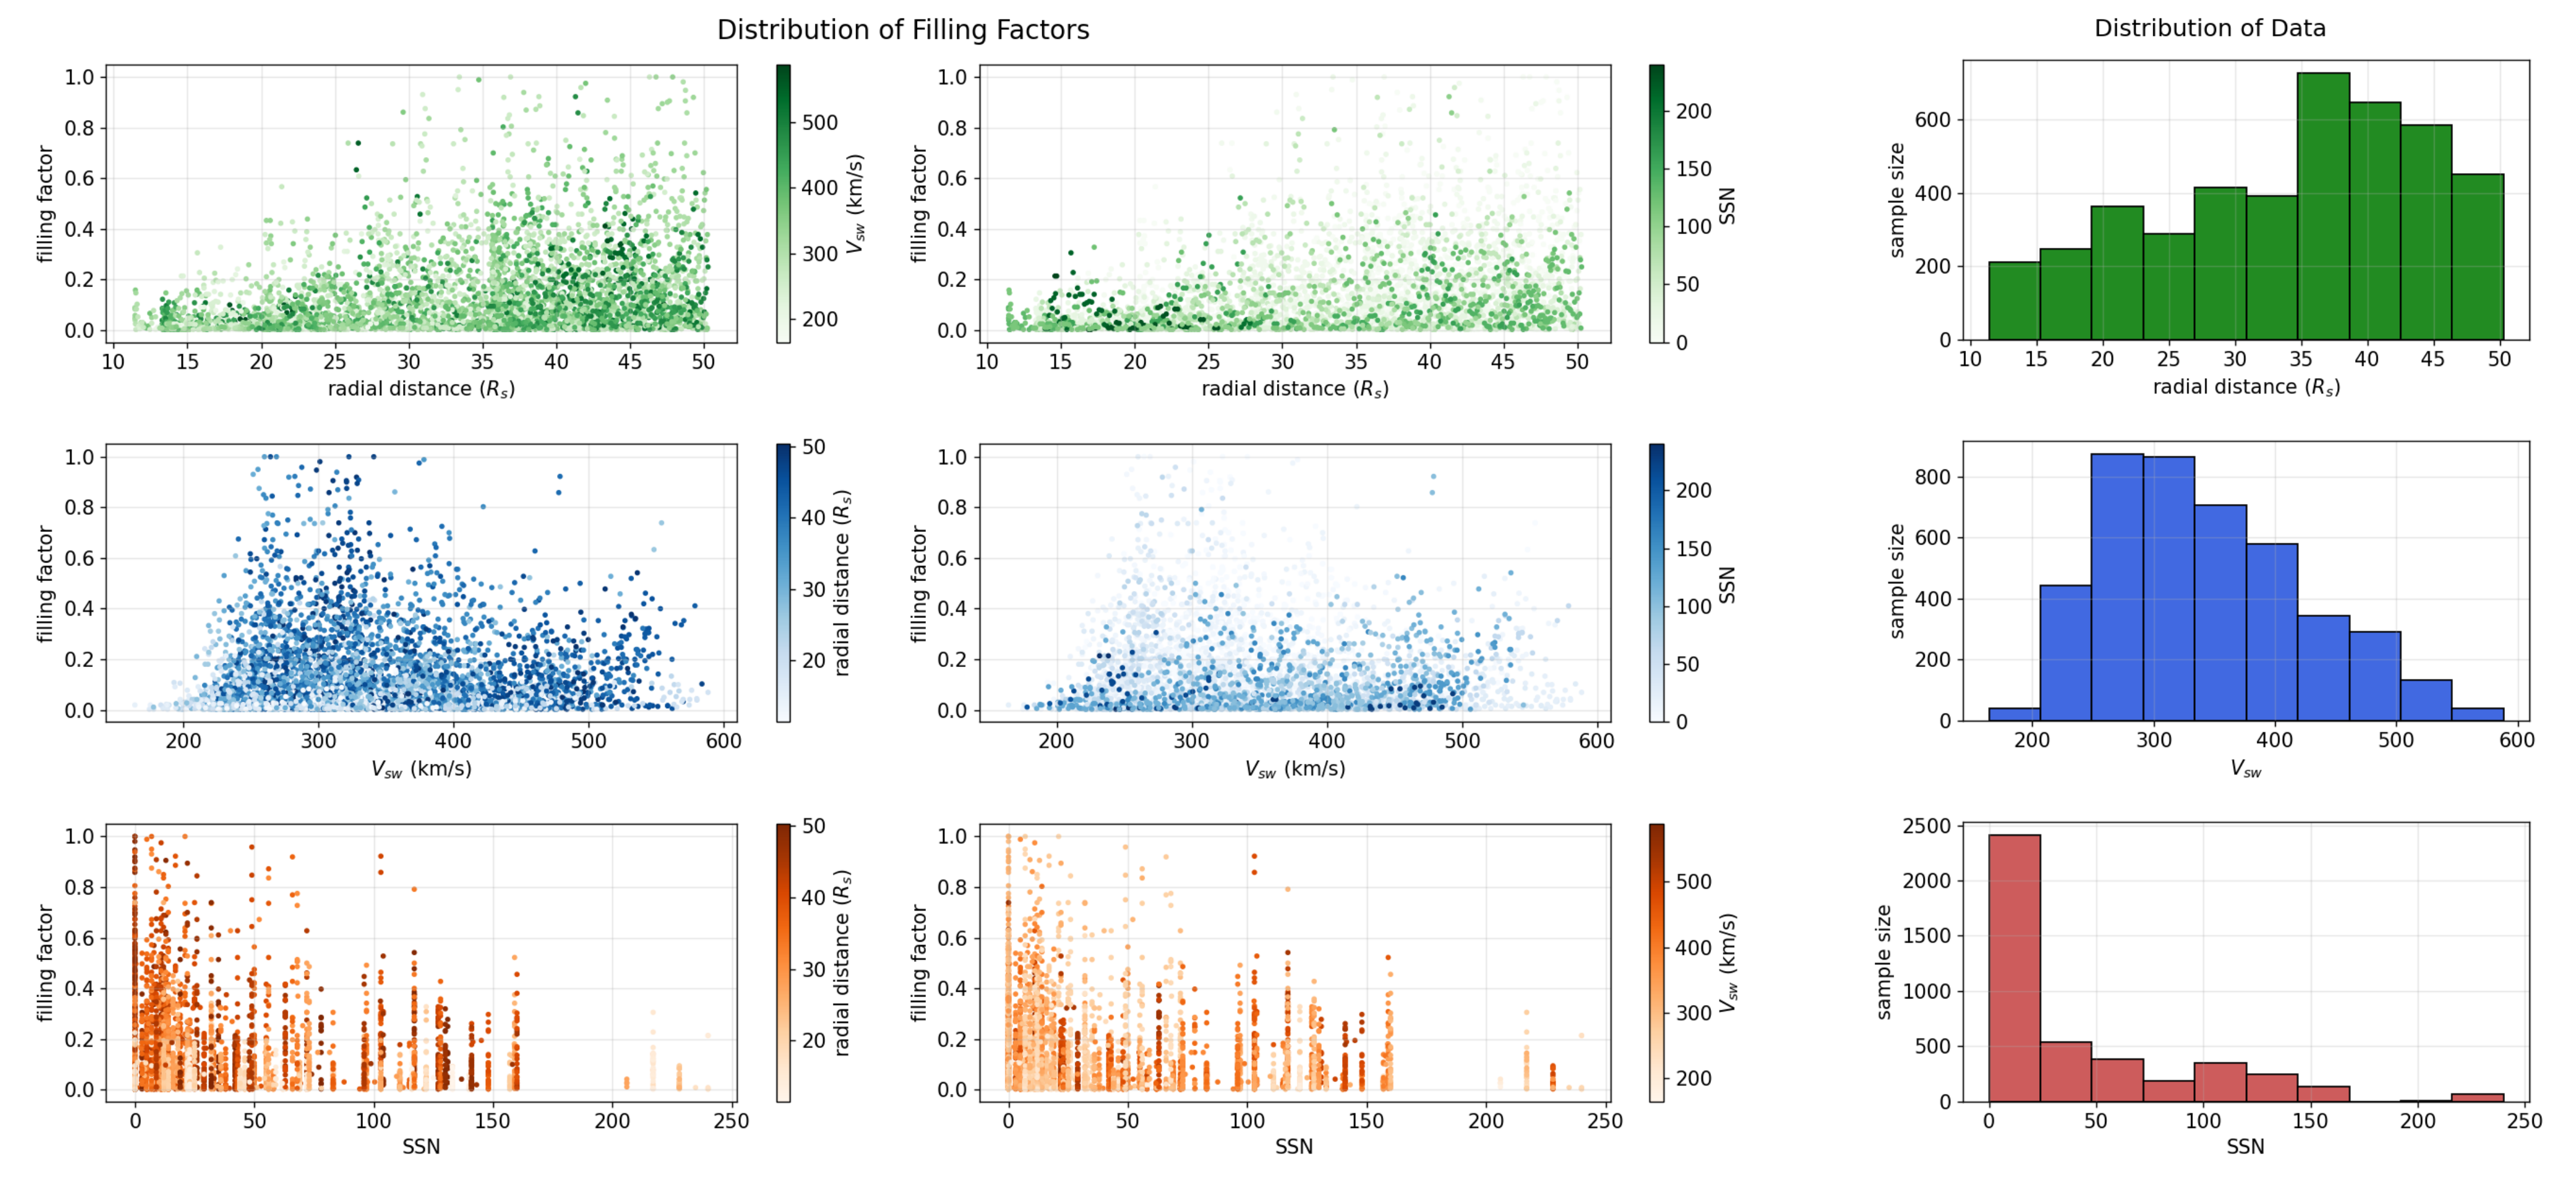 Distribution of Filling Factors
Distribution of Data
filling factor
1.0
0.8
0.6
0.4
0.2
0.0
10 15 20 25 30 35 40 45 50
radial distance (Rs)
500
400
300
200
Vsw (km/s)
filling factor
1.0
0.8
0.6
0.4
0.2
0.0
10 15 20 25 30 35 40 45 50
radial distance (Rs)
200
150
100
50
0
SSN
sample size
600
400
200
0
10 15 20 25 30 35 40 45 50
radial distance (Rs)
filling factor
1.0
0.8
0.6
0.4
0.2
0.0
200 300 400 500 600
Vsw (km/s)
50
40
30
20
radial distance (Rs)
filling factor
1.0
0.8
0.6
0.4
0.2
0.0
200 300 400 500 600
Vsw (km/s)
200
150
100
50
0
SSN
sample size
800
600
400
200
0
200 300 400 500 600
Vsw
filling factor
1.0
0.8
0.6
0.4
0.2
0.0
0 50 100 150 200 250
SSN
50
40
30
20
radial distance (Rs)
filling factor
1.0
0.8
0.6
0.4
0.2
0.0
0 50 100 150 200 250
SSN
500
400
300
200
Vsw (km/s)
sample size
2500
2000
1500
1000
500
0
0 50 100 150 200 250
SSN